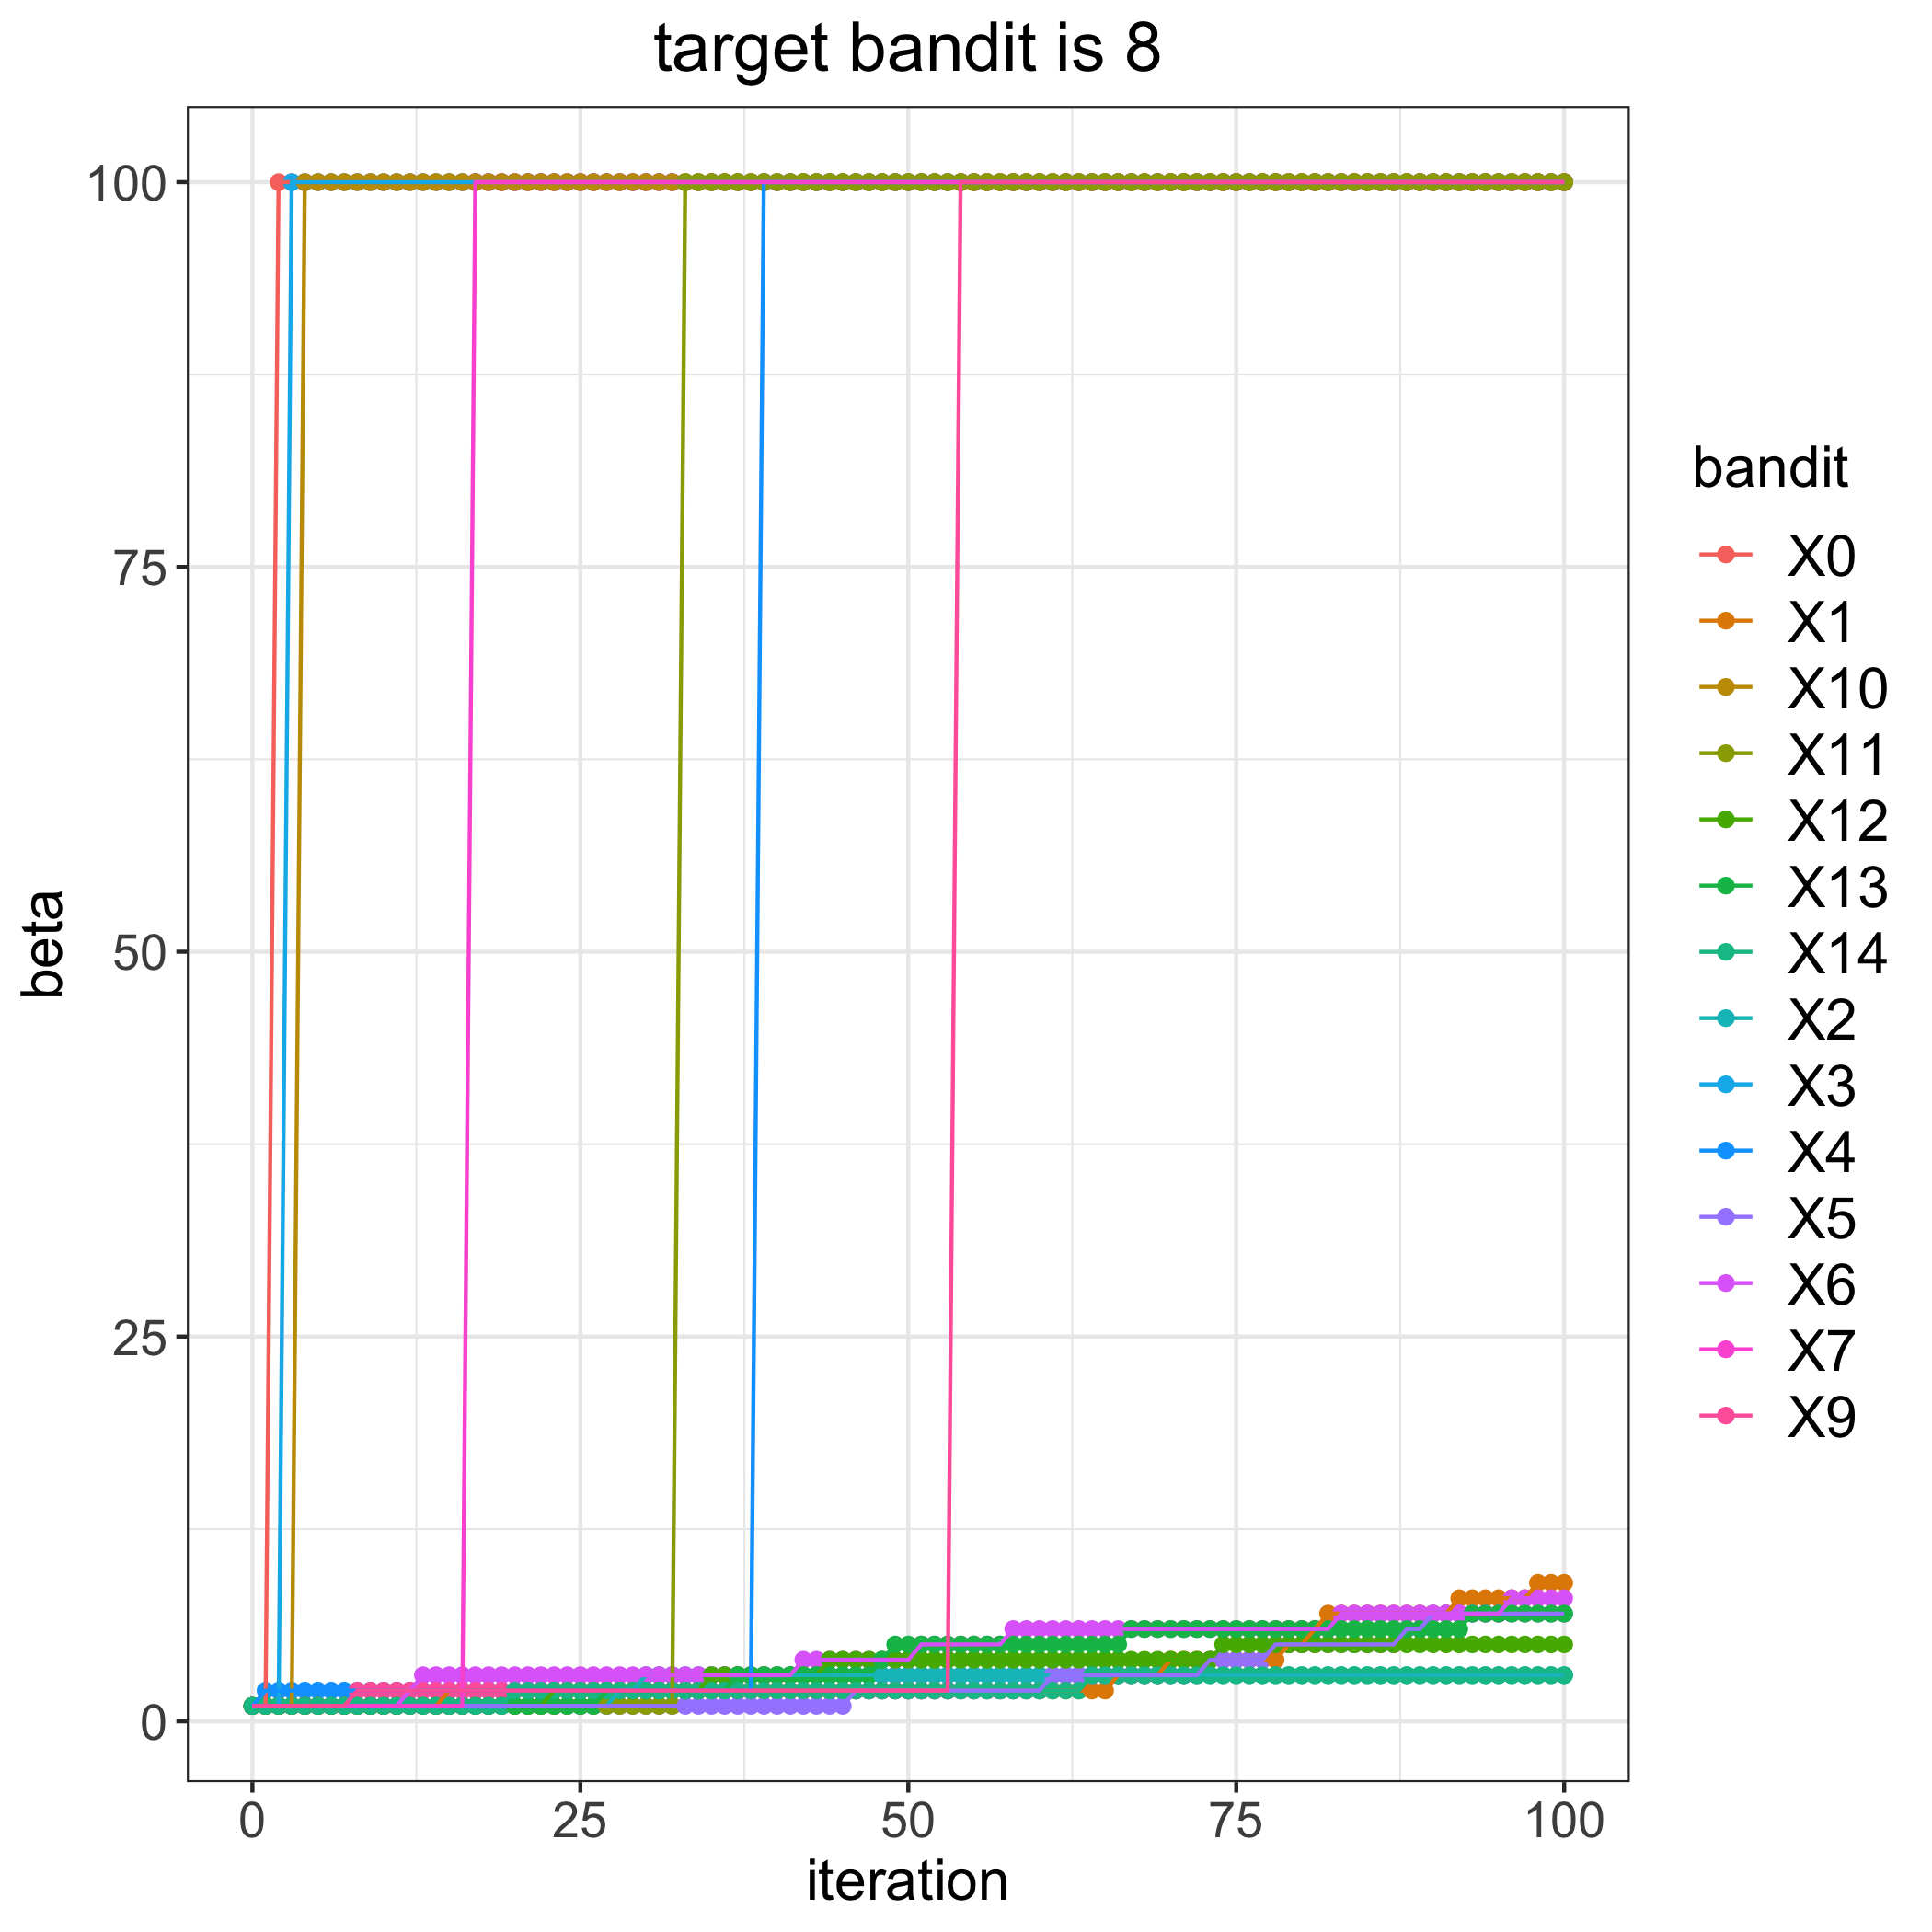 target bandit is 8
100
75
50
25
0
beta
0 25 50 75 100
iteration
bandit
X0
X1
X10
X11
X12
X13
X14
X2
X3
X4
X5
X6
X7
X9